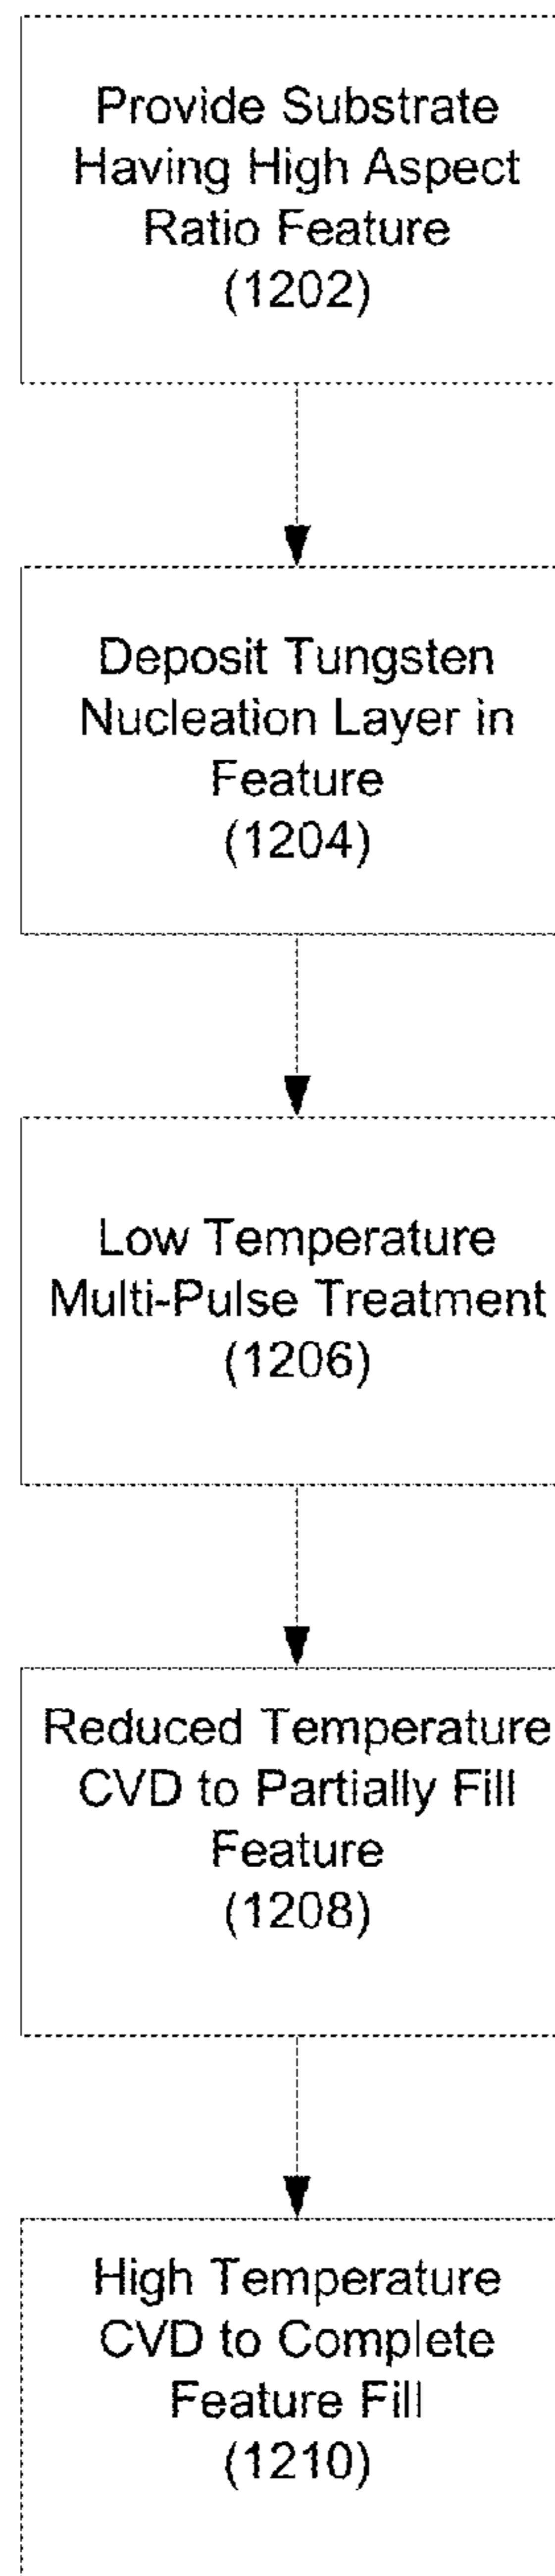 Provide Substrate
Having High Aspect
Ratio Feature
(1202)
Deposit Tungsten
Nucleation Layer in
Feature
(1204)
Low Temperature
Multi-Pulse Treatment
(1206)
Reduced Temperature
CVD to Partially Fill
Feature
(1208)
High Temperature
CVD to Complete
Feature Fill
(1210)